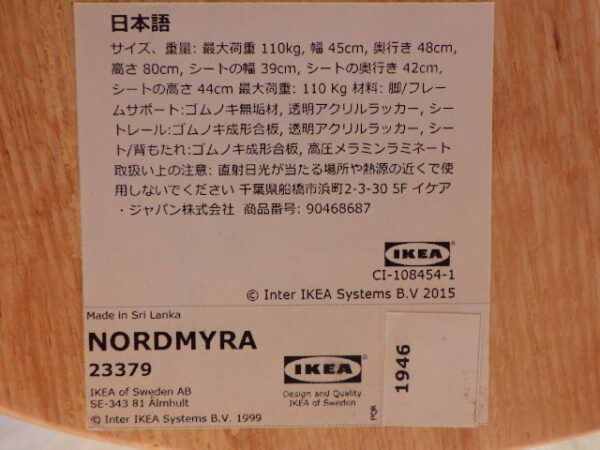 日本語
サイズ、重量: 最大荷重 110kg, 幅 45cm, 奥行き 48cm,
高さ 80cm, シートの幅 39cm, シートの奥行き 42cm,
シートの高さ 44cm 最大荷重: 110 Kg 材料: 脚/フレー
ムサポート:ゴムノキ無垢材, 透明アクリルラッカー, シー
トレール:ゴムノキ成形合板, 透明アクリルラッカー, シー
ト/背もたれ:ゴムノキ成形合板, 高圧メラミンラミネート
取扱い上の注意: 直射日光が当たる場所や熱源の近くで使
用しないでください 千葉県船橋市浜町2-3-30 5F イケア
・ジャパン株式会社 商品番号: 90468687
IKEA
CI-108454-1
© Inter IKEA Systems B.V 2015
Made in Sri Lanka
NORDMYRA
23379
IKEA of Sweden AB
SE-343 81 Älmhult
© Inter IKEA Systems B.V. 1999
IKEA
Design and Quality
IKEA of Sweden
PQR
1946